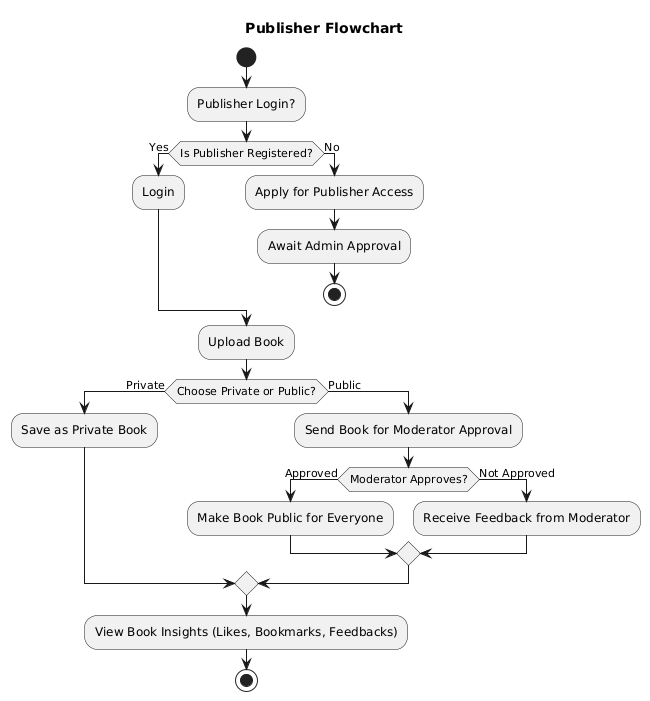 Publisher Flowchart
Publisher Login?
Yes
Is Publisher Registered?
No
Login
Apply for Publisher Access
Await Admin Approval
Upload Book
Private
Choose Private or Public?
Public
Save as Private Book
Send Book for Moderator Approval
Approved
Moderator Approves?
Not Approved
Make Book Public for Everyone
Receive Feedback from Moderator
View Book Insights (Likes, Bookmarks, Feedbacks)